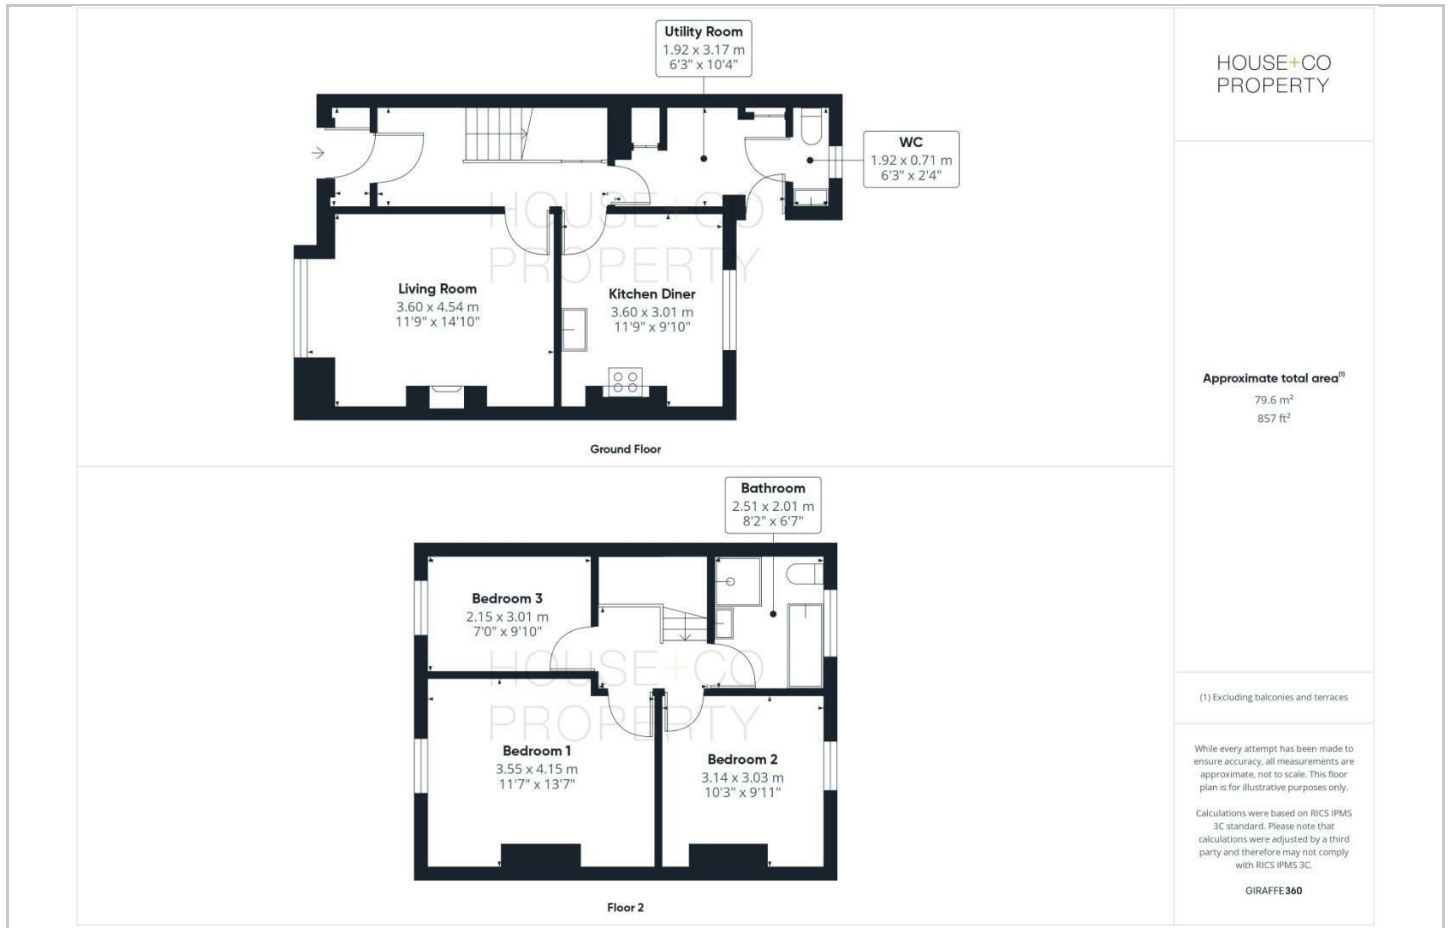 Utility Room
1.92 x 3.17 m
6'3" x 10'4"
WC
1.92 x 0.71 m
6'3" x 2'4"
HOUSE+CO
PROPERTY
Living Room
3.60 x 4.54 m
11'9" x 14'10"
Kitchen Diner
3.60 x 3.01 m
11'9" x 9'10"
Ground Floor
Bathroom
2.51 x 2.01 m
8'2" x 6'7"
Bedroom 3
2.15 x 3.01 m
7'0" x 9'10"
HOUSE+CO
PROPERTY
Bedroom 1
3.55 x 4.15 m
11'7" x 13'7"
Bedroom 2
3.14 x 3.03 m
10'3" x 9'11"
Floor 2
HOUSE+CO
PROPERTY
Approximate total area(1)
79.6 m²
857 ft²
(1) Excluding balconies and terraces
While every attempt has been made to
ensure accuracy, all measurements are
approximate, not to scale. This floor
plan is for illustrative purposes only.
Calculations were based on RICS IPMS
3C standard. Please note that
calculations were adjusted by a third
party and therefore may not comply
with RICS IPMS 3C.
GIRAFFE360